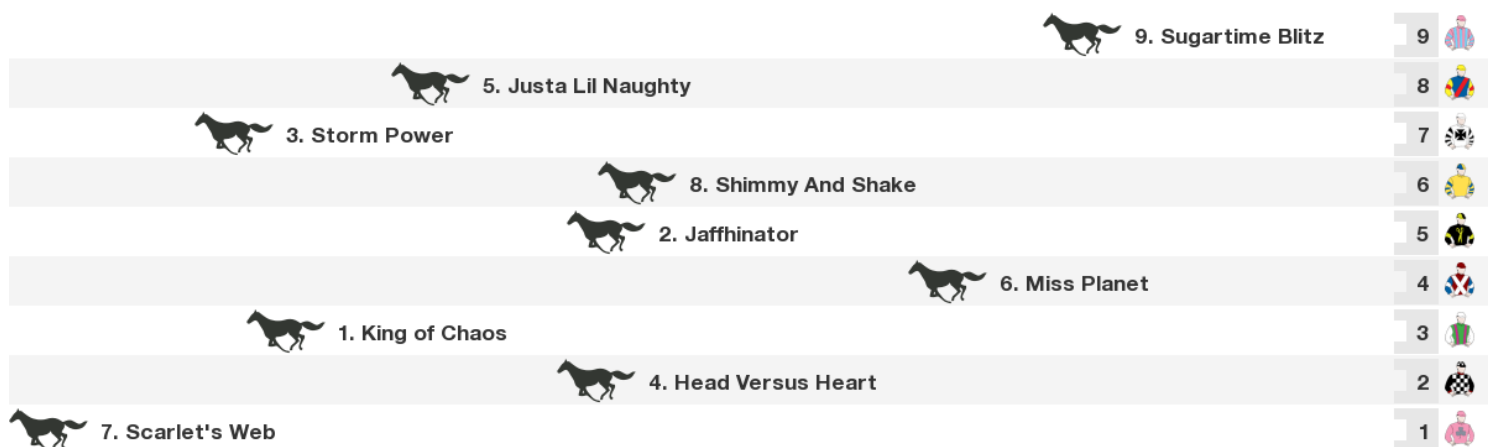 9. Sugartime Blitz 9
5. Justa Lil Naughty 8
3. Storm Power 7
8. Shimmy And Shake 6
2. Jaffhinator 5
6. Miss Planet 4
1. King of Chaos 3
4. Head Versus Heart 2
7. Scarlet's Web 1